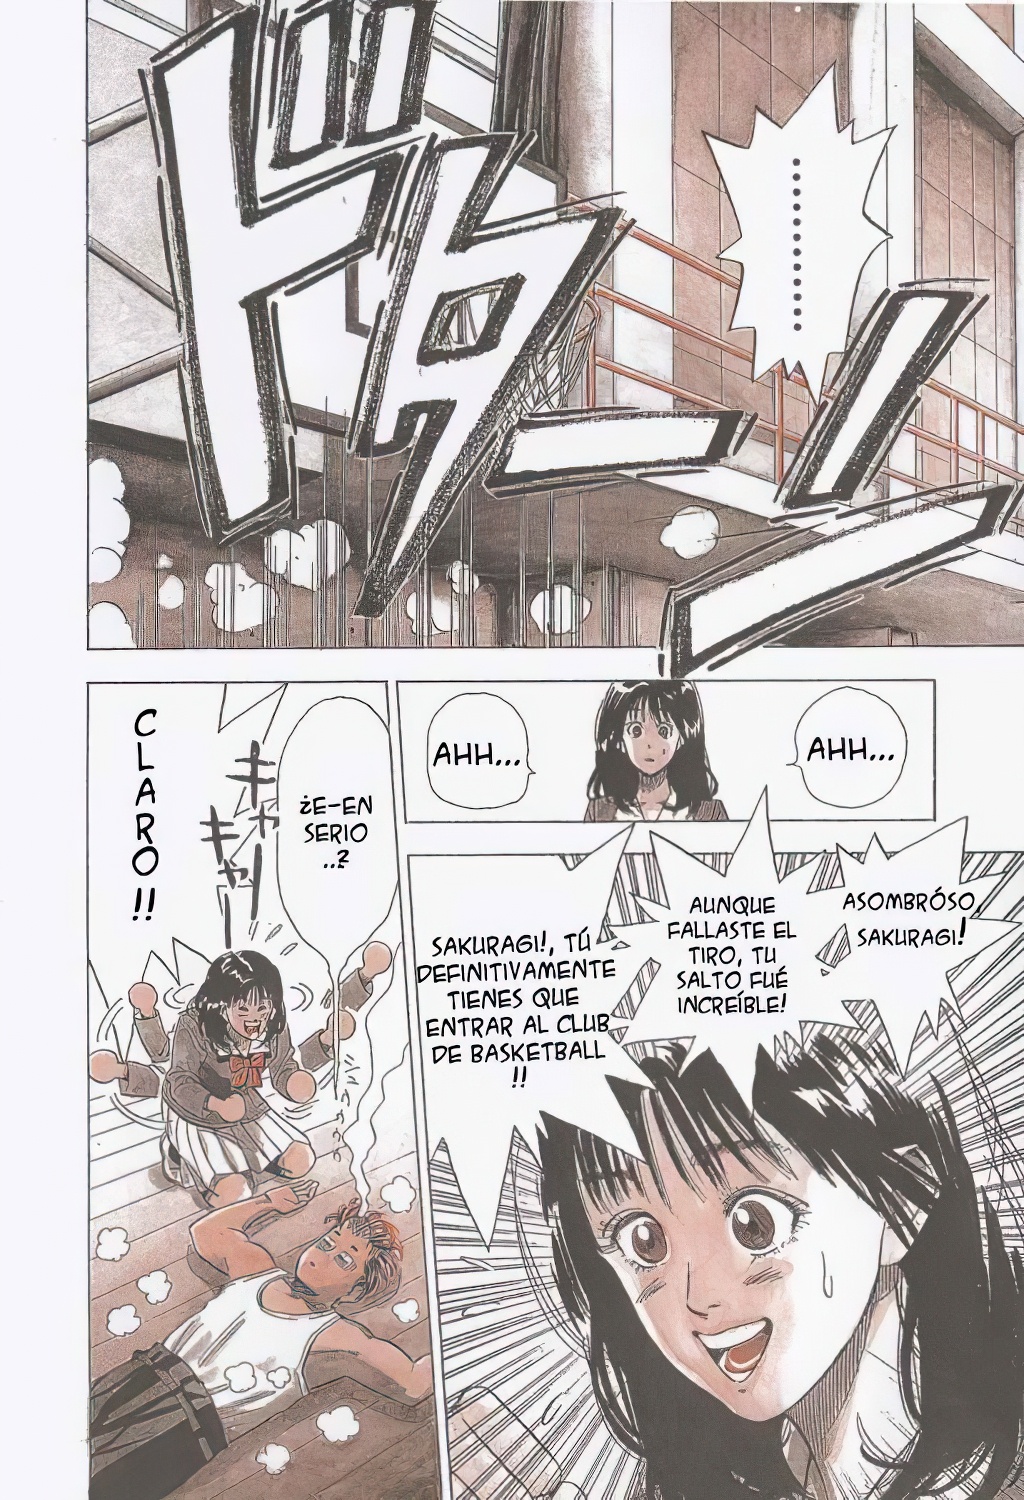 ..........
ドターーン
AHH...
AHH...
ASOMBRÓSO,
SAKURAGI!
AUNQUE
FALLASTE EL
TIRO, TU
SALTO FUÉ
INCREÍBLE!
SAKURAGI!, TÚ
DEFINITIVAMENTE
TIENES QUE
ENTRAR AL CLUB
DE BASKETBALL
!!
¿E-EN
SERIO
..?
キャー
キャー
CLARO!!